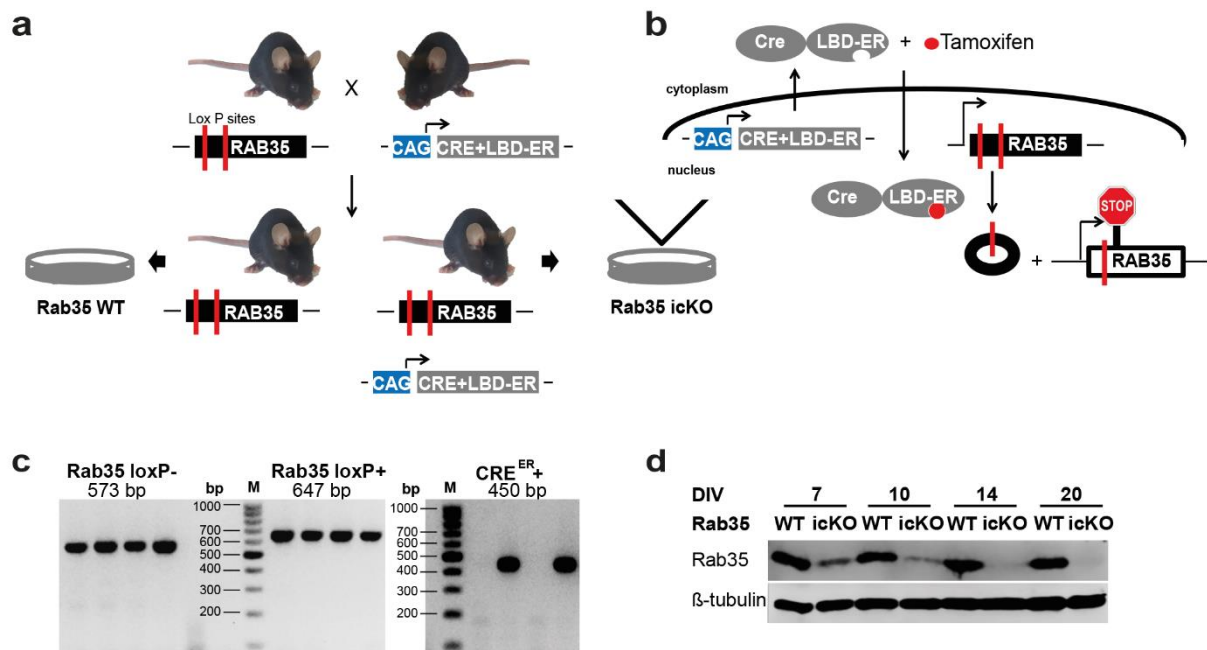 a
X
Lox P sites
RAB35
CAG CRE+LBD-ER
Rab35 WT
RAB35
RAB35
Rab35 icKO
CAG CRE+LBD-ER
b
Cre LBD-ER + Tamoxifen
cytoplasm
CAG CRE+LBD-ER
RAB35
nucleus
Cre LBD-ER
STOP
+
RAB35
c
Rab35 loxP-
573 bp
bp M
1000
700
600
500
400
300
200
Rab35 loxP+
647 bp
bp M
1000
700
600
500
400
300
200
CRE ER+
450 bp
d
DIV 7 10 14 20
Rab35 WT icKO WT icKO WT icKO WT icKO
Rab35
ß-tubulin